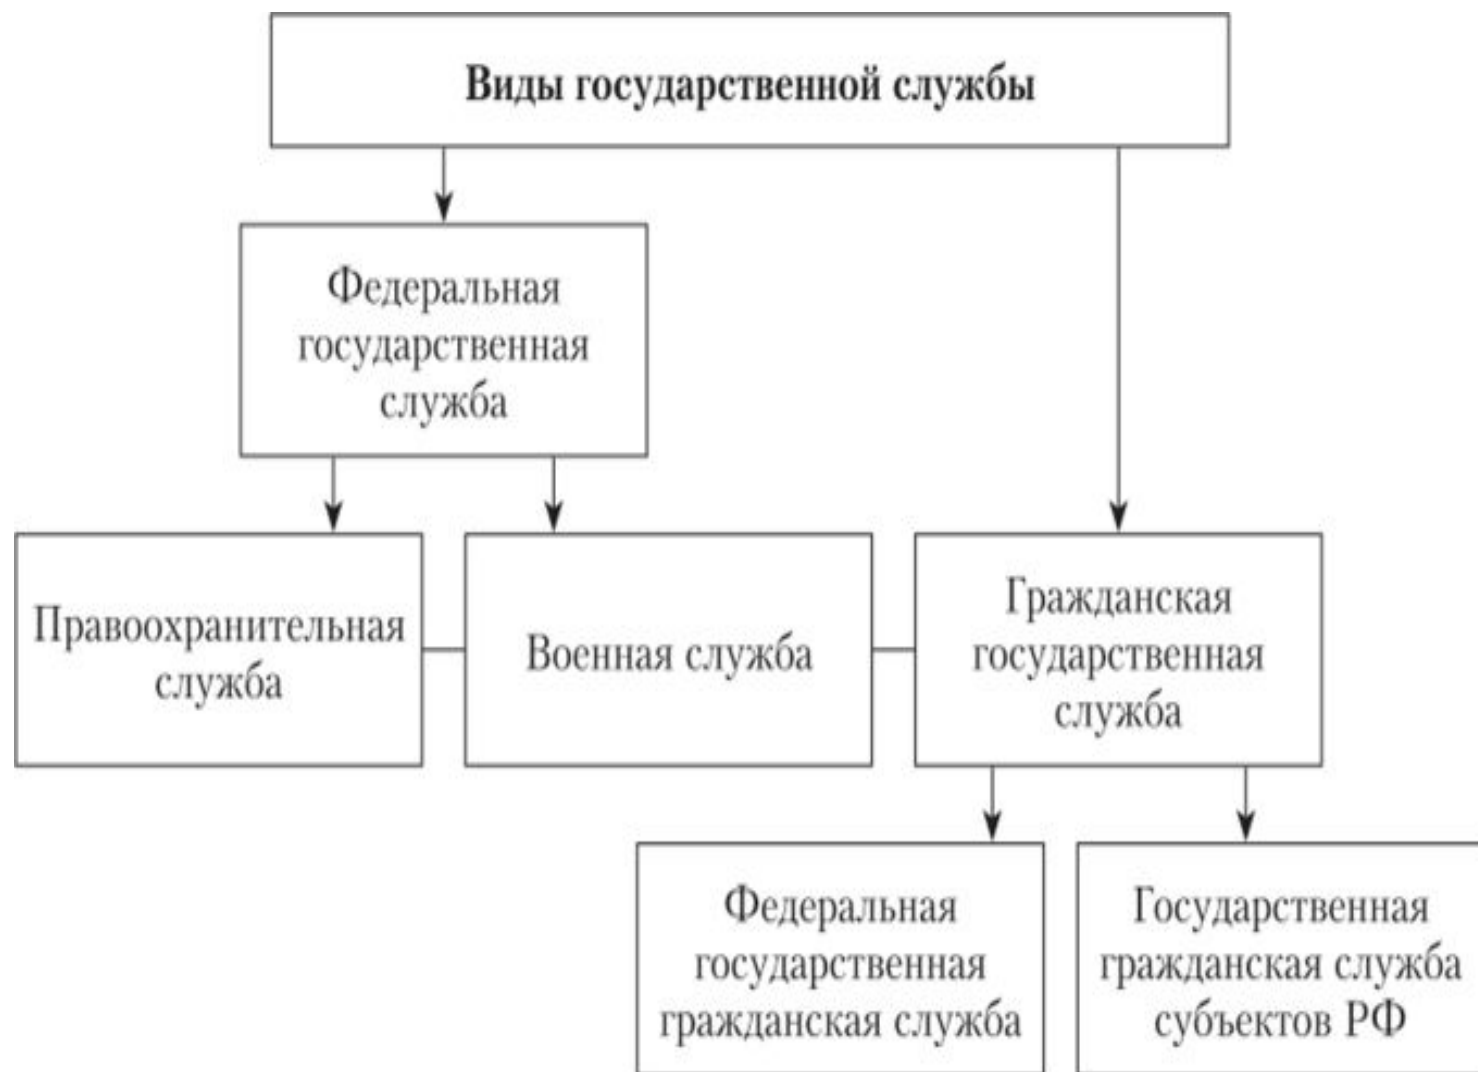 Виды государственной службы
Федеральная
государственная
служба
Правоохранительная
служба
Военная служба
Гражданская
государственная
служба
Федеральная
государственная
гражданская служба
Государственная
гражданская служба
субъектов РФ